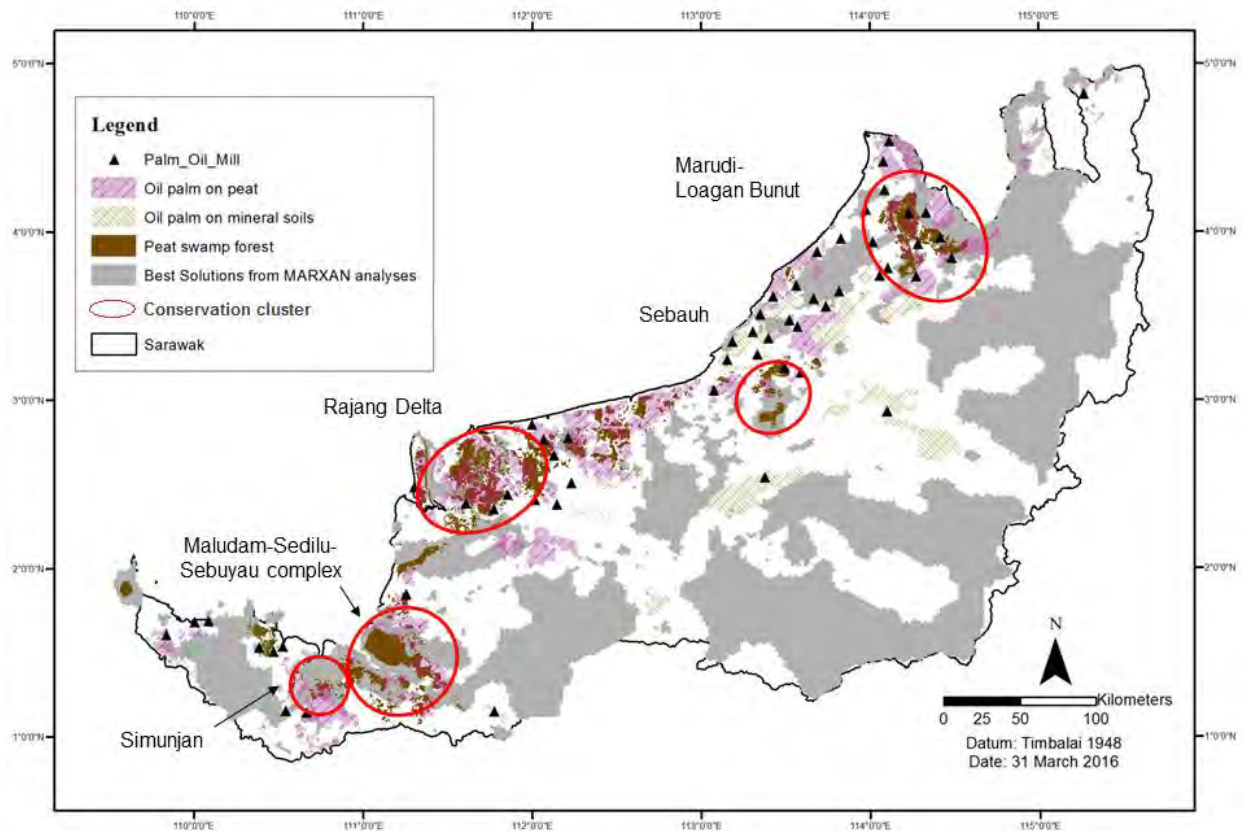 110°0'0"E 111°0'0"E 112°0'0"E 113°0'0"E 114°0'0"E 115°0'0"E
5°0'0"N 5°0'0"N
Legend
Palm_Oil_Mill
Oil palm on peat
Oil palm on mineral soils
Peat swamp forest
Best Solutions from MARXAN analyses
Conservation cluster
Sarawak
Marudi-
Loagan Bunut
4°0'0"N 4°0'0"N
Sebauh
Rajang Delta
3°0'0"N 3°0'0"N
Maludam-Sedilu-
Sebuyau complex
2°0'0"N 2°0'0"N
N
Kilometers
0 25 50 100
Simunjan
1°0'0"N 1°0'0"N
Datum: Timbalai 1948
Date: 31 March 2016
110°0'0"E 111°0'0"E 112°0'0"E 113°0'0"E 114°0'0"E 115°0'0"E